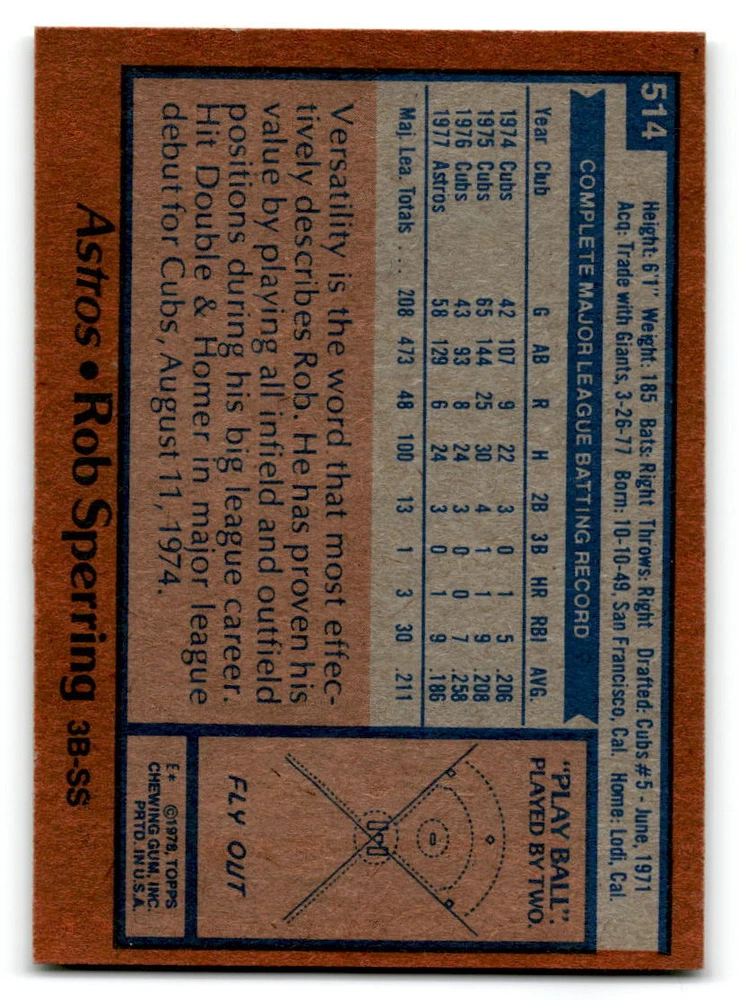 514
Height: 6'1" Weight: 185 Bats: Right Throws: Right Drafted: Cubs #5 - June, 1971
Acq: Trade with Giants, 3-26-77 Born: 10-10-49, San Francisco, Cal. Home: Lodi, Cal.
COMPLETE MAJOR LEAGUE BATTING RECORD
Year Club G AB R H 2B 3B HR RBI AVG.
1974 Cubs 42 107 9 22 3 0 1 5 .206
1975 Cubs 65 144 25 30 4 1 1 9 .208
1976 Cubs 43 93 8 24 3 0 0 7 .258
1977 Astros 58 129 6 24 3 0 1 9 .186
Maj. Lea. Totals .... 208 473 48 100 13 1 3 30 .211
Versatility is the word that most effec-
tively describes Rob. He has proven his
value by playing all infield and outfield
positions during his big league career.
Hit Double & Homer in major league
debut for Cubs, August 11, 1974.
"PLAY BALL":
PLAYED BY TWO.
FLY OUT
E* ©1978, TOPPS
CHEWING GUM, INC.
PRTD. IN U.S.A.
Astros • Rob Sperring 3B-SS